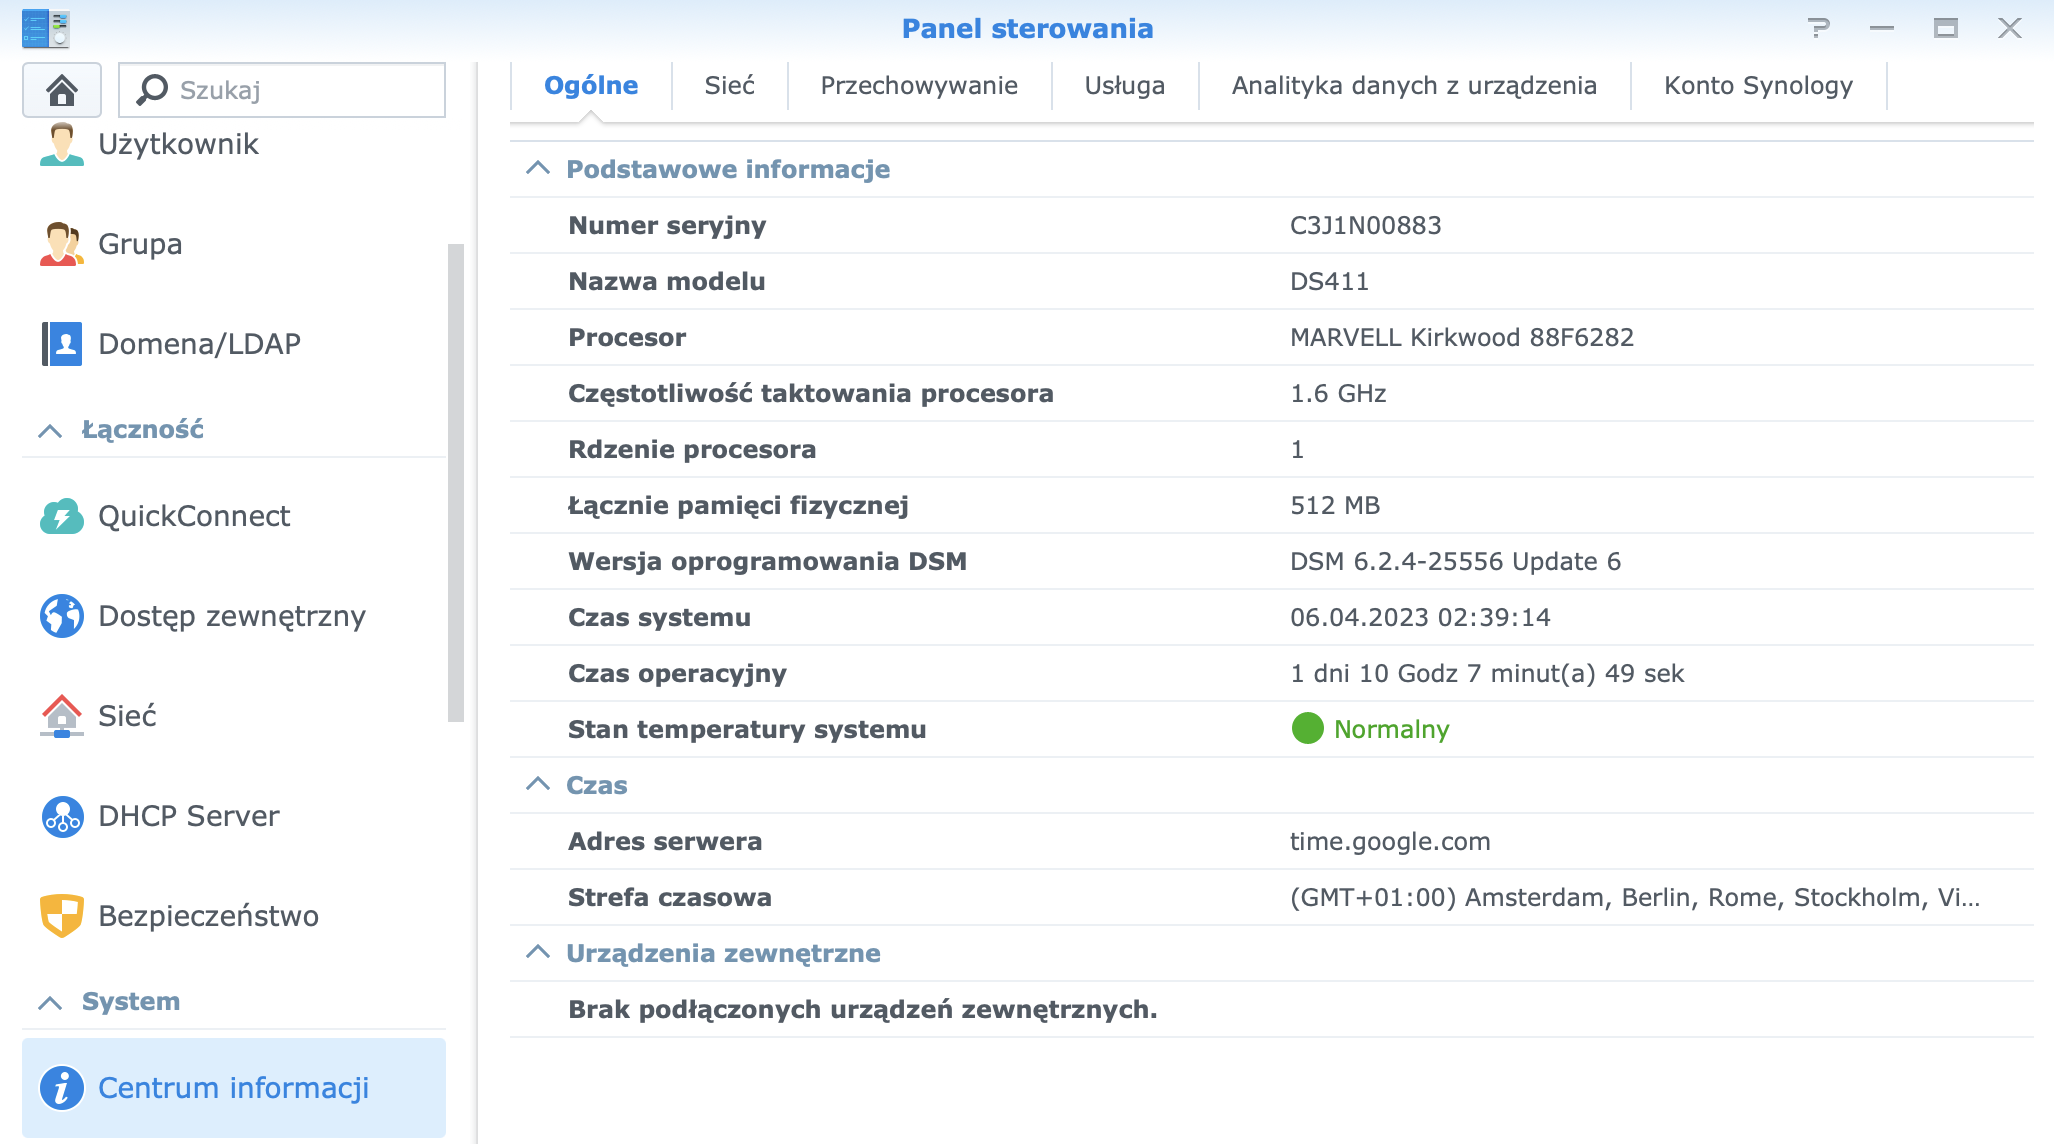 Panel sterowania
Szukaj
Użytkownik
Grupa
Domena/LDAP
Łączność
QuickConnect
Dostęp zewnętrzny
Sieć
DHCP Server
Bezpieczeństwo
System
Centrum informacji
Ogólne
Sieć
Przechowywanie
Usługa
Analityka danych z urządzenia
Konto Synology
Podstawowe informacje
Numer seryjny C3J1N00883
Nazwa modelu DS411
Procesor MARVELL Kirkwood 88F6282
Częstotliwość taktowania procesora 1.6 GHz
Rdzenie procesora 1
Łącznie pamięci fizycznej 512 MB
Wersja oprogramowania DSM DSM 6.2.4-25556 Update 6
Czas systemu 06.04.2023 02:39:14
Czas operacyjny 1 dni 10 Godz 7 minut(a) 49 sek
Stan temperatury systemu Normalny
Czas
Adres serwera time.google.com
Strefa czasowa (GMT+01:00) Amsterdam, Berlin, Rome, Stockholm, Vi...
Urządzenia zewnętrzne
Brak podłączonych urządzeń zewnętrznych.